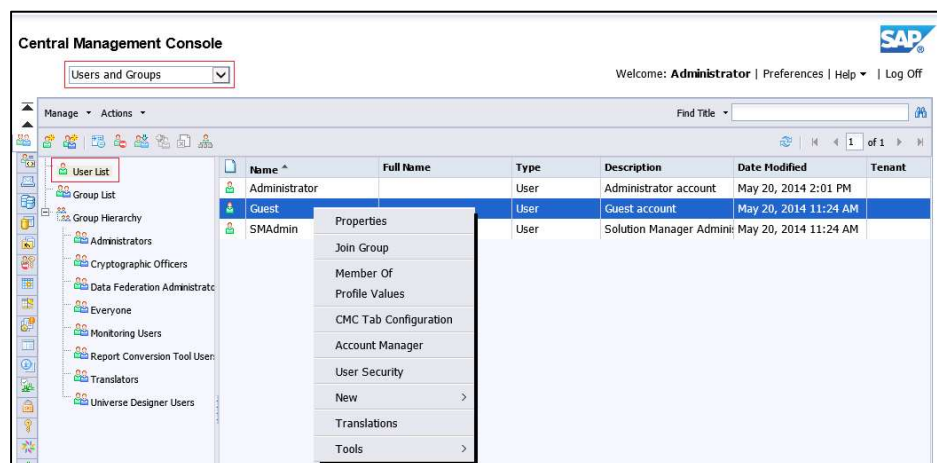 Central Management Console
SAP®
Users and Groups
Welcome: Administrator | Preferences | Help | Log Off
Manage Actions
Find Title
1 of 1
User List
Group List
Group Hierarchy
Administrators
Cryptographic Officers
Data Federation Administrato
Everyone
Monitoring Users
Report Conversion Tool User
Translators
Universe Designer Users
Name Full Name Type Description Date Modified Tenant
Administrator User Administrator account May 20, 2014 2:01 PM
Guest User Guest account May 20, 2014 11:24 AM
SMAdmin User Solution Manager Admini May 20, 2014 11:24 AM
Properties
Join Group
Member Of
Profile Values
CMC Tab Configuration
Account Manager
User Security
New >
Translations
Tools >